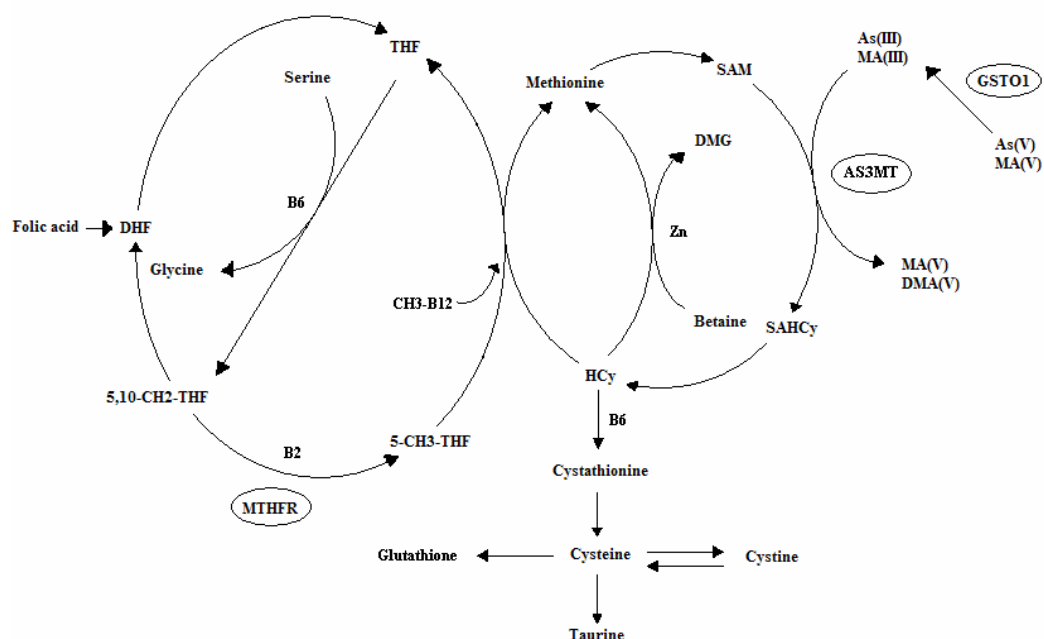 THF
As(III)
MA(III)
Serine
Methionine
SAM
GSTO1
DMG
As(V)
MA(V)
AS3MT
B6
Folic acid
DHF
Zn
Glycine
MA(V)
DMA(V)
CH3-B12
Betaine
SAHCy
HCy
5,10-CH2-THF
B6
5-CH3-THF
B2
Cystathionine
MTHFR
Glutathione
Cysteine
Cystine
Taurine